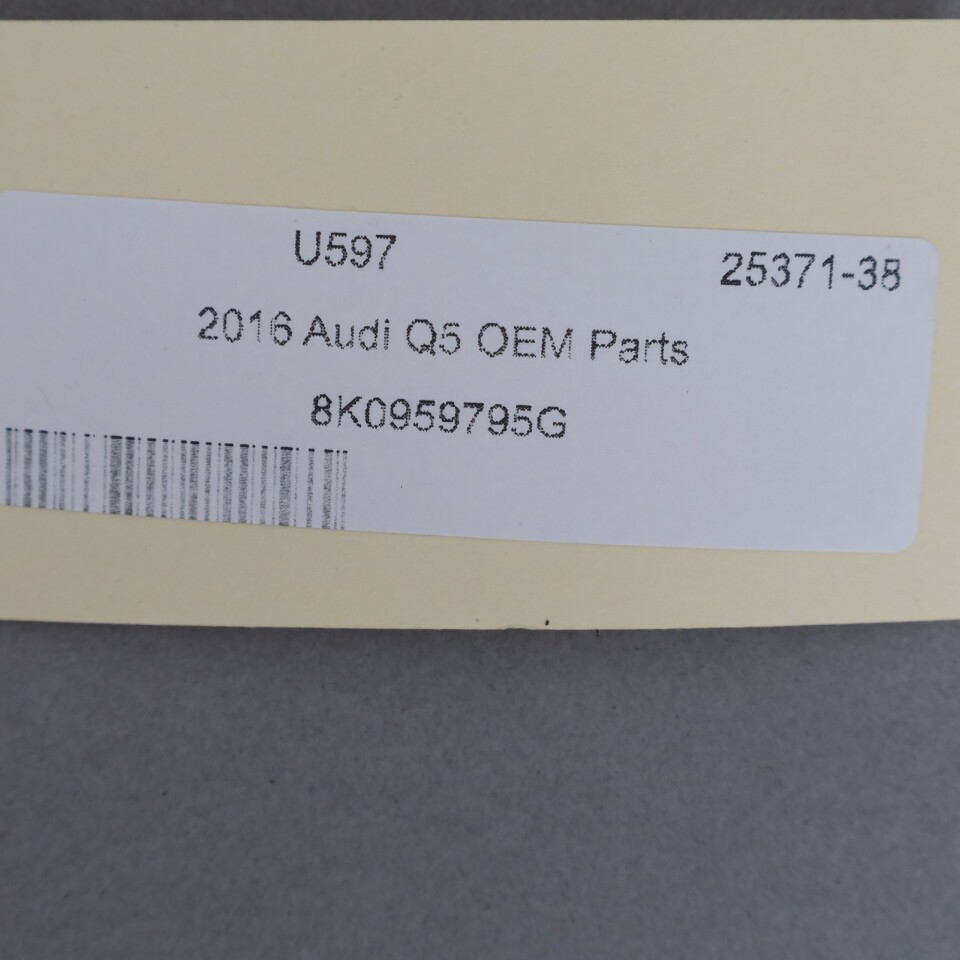 U597 25371-38
2016 Audi Q5 OEM Parts
8K0959795G